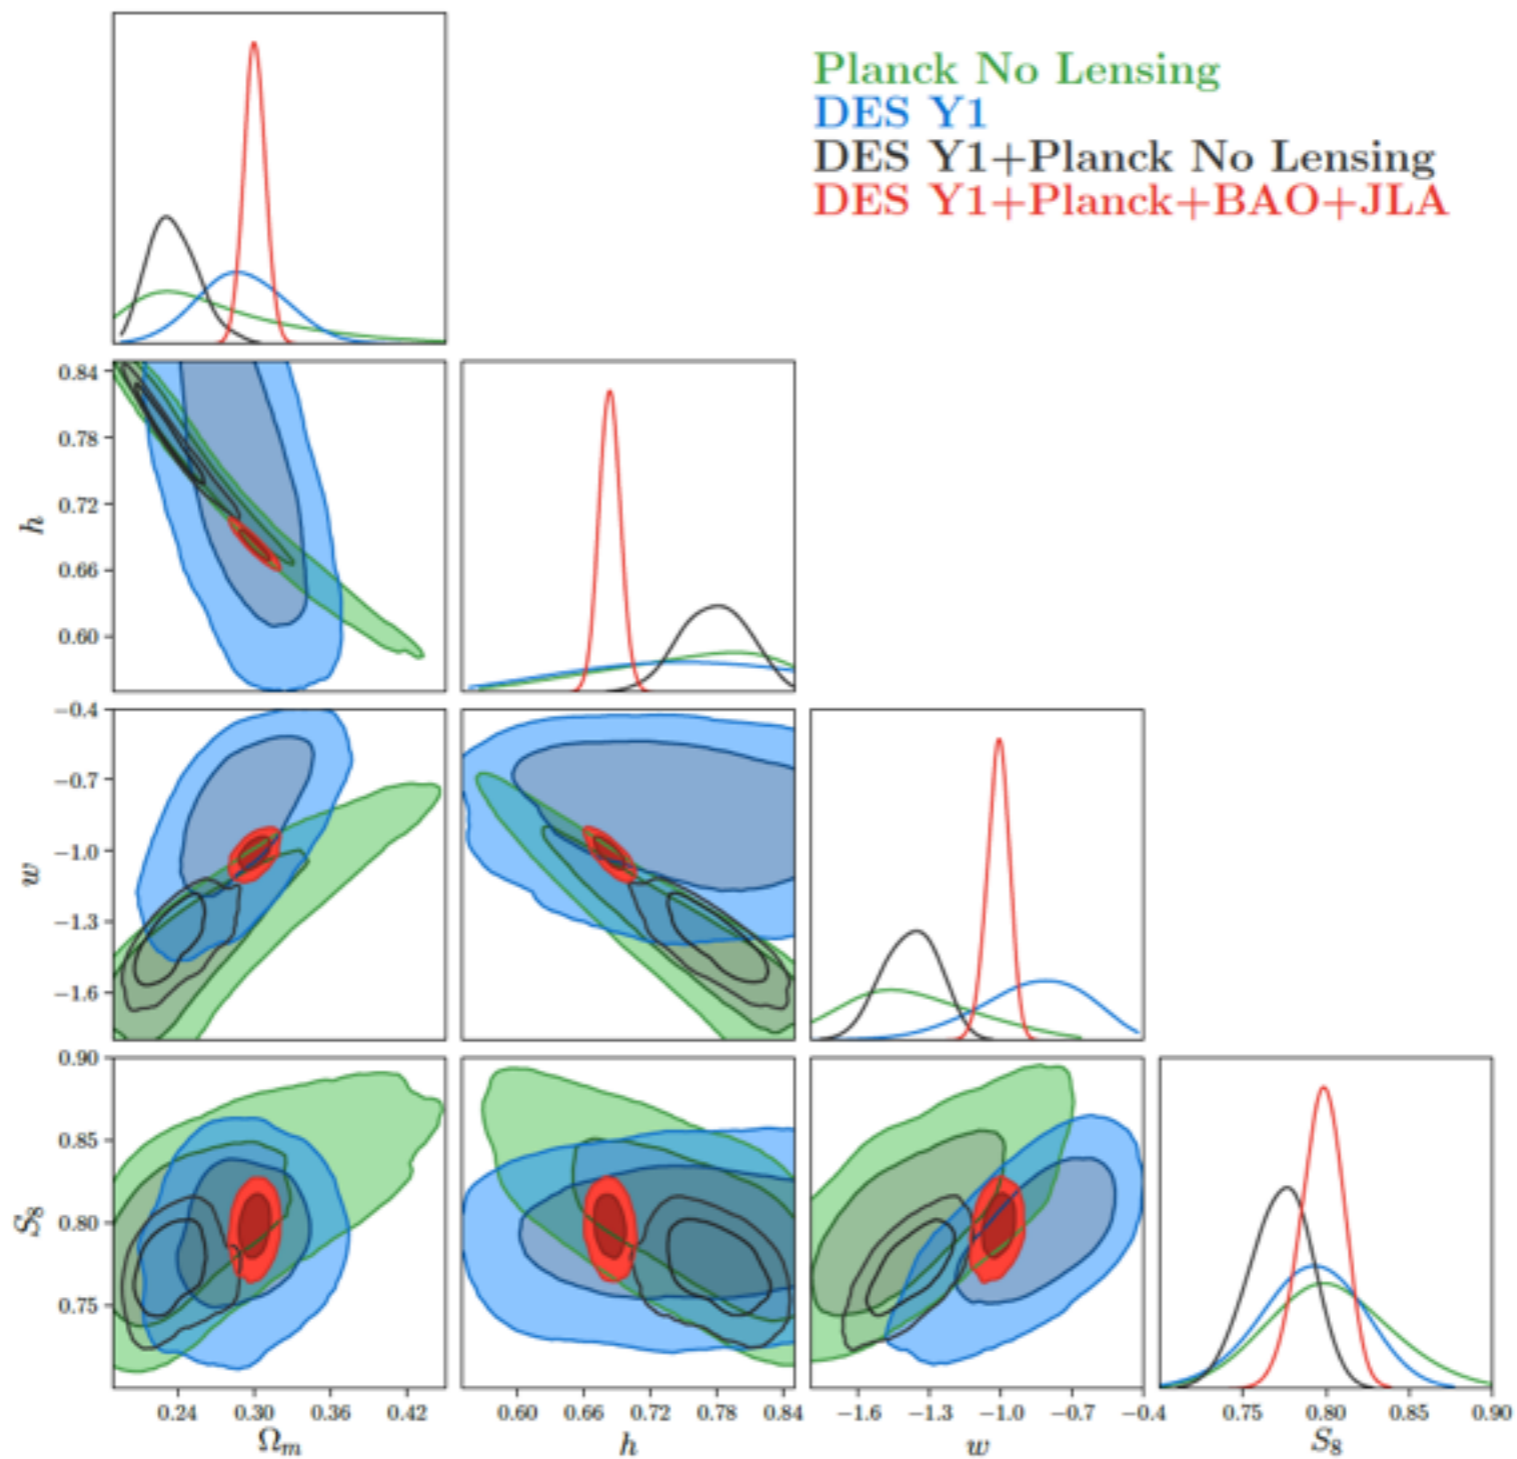 Planck No Lensing
DES Y1
DES Y1+Planck No Lensing
DES Y1+Planck+BAO+JLA
0.84
0.78
0.72
0.66
0.60
h
−0.4
−0.7
−1.0
−1.3
−1.6
w
0.90
0.85
0.80
0.75
S₈
0.24 0.30 0.36 0.42
0.60 0.66 0.72 0.78 0.84
−1.6 −1.3 −1.0 −0.7 −0.4
0.75 0.80 0.85 0.90
Ωₘ
h
w
S₈